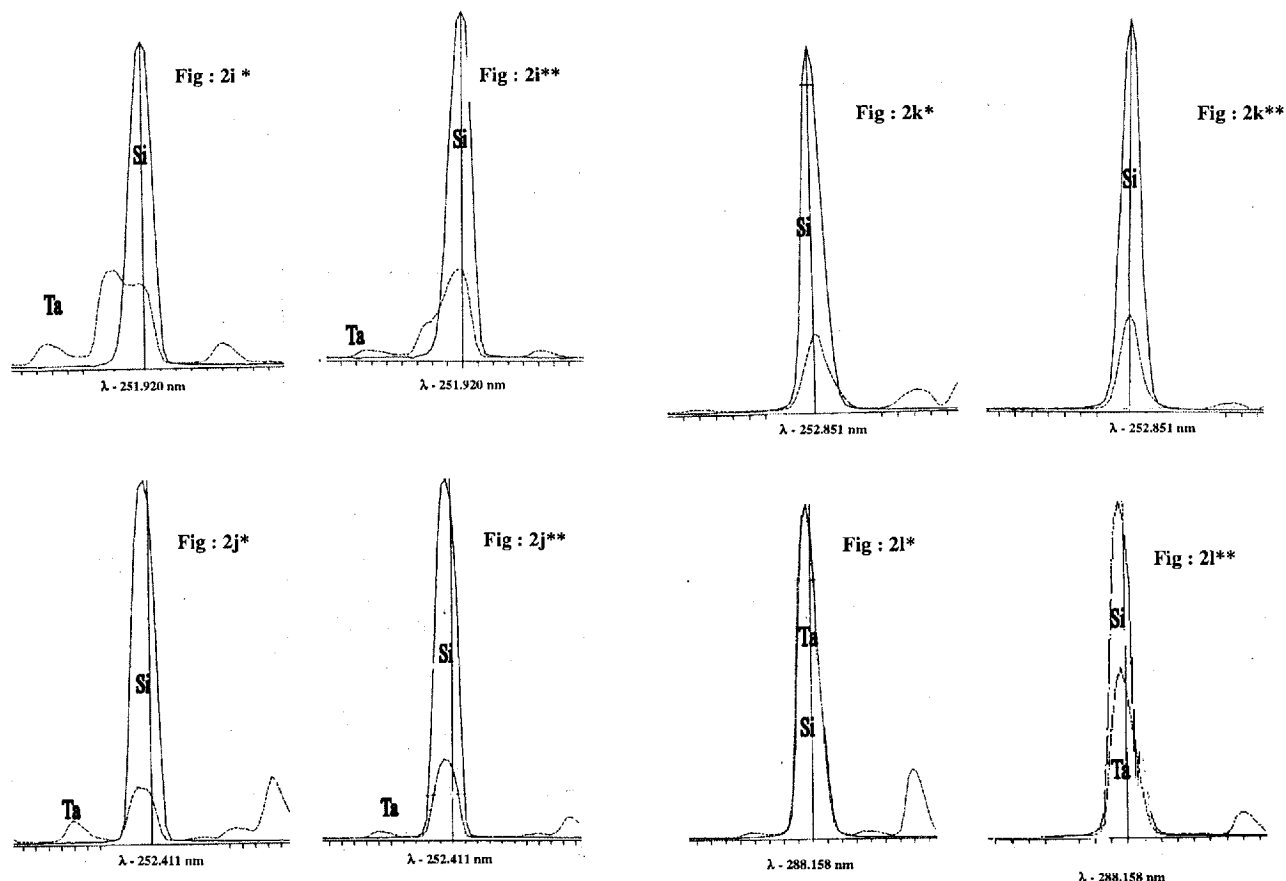 Fig : 2i *
Si
Ta
λ - 251.920 nm
Fig : 2i**
Si
Ta
λ - 251.920 nm
Fig : 2k*
Si
λ - 252.851 nm
Fig : 2k**
Si
λ - 252.851 nm
Fig : 2j*
Si
Ta
λ - 252.411 nm
Fig : 2j**
Si
Ta
λ - 252.411 nm
Fig : 2l*
Ta
Si
λ - 288.158 nm
Fig : 2l**
Si
Ta
λ - 288.158 nm